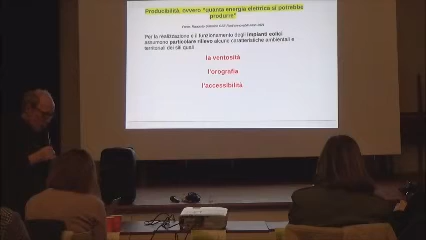 Producibilità, ovvero "quanta energia elettrica si potrebbe
produrre"
Per la realizzazione e il funzionamento degli impianti eolici
assumono particolare rilievo alcune caratteristiche ambientali e
territoriali dei siti quali
la ventosità
l'orografia
l'accessibilità